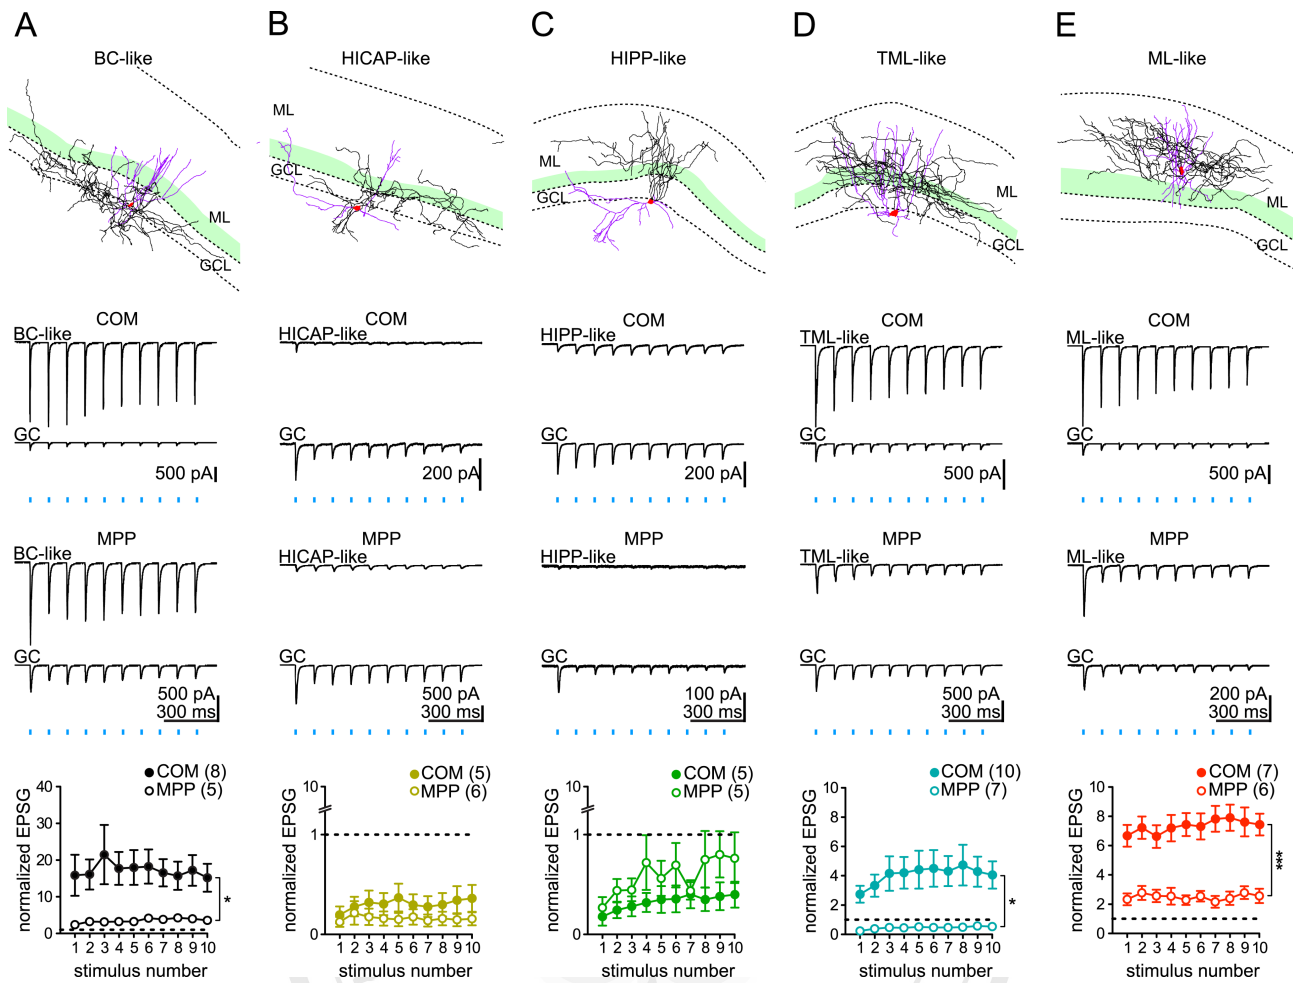 A
BC-like
ML
GCL
COM
BC-like
GC
500 pA
MPP
BC-like
GC
500 pA
300 ms
COM (8)
MPP (5)
normalized EPSG
40
30
20
10
0
*
1 2 3 4 5 6 7 8 9 10
stimulus number
B
HICAP-like
ML
GCL
COM
HICAP-like
GC
200 pA
MPP
HICAP-like
GC
500 pA
300 ms
COM (5)
MPP (6)
normalized EPSG
10
1
0
1 2 3 4 5 6 7 8 9 10
stimulus number
C
HIPP-like
ML
GCL
COM
HIPP-like
GC
200 pA
MPP
HIPP-like
GC
100 pA
300 ms
COM (5)
MPP (5)
normalized EPSG
10
1
0
1 2 3 4 5 6 7 8 9 10
stimulus number
D
TML-like
ML
GCL
COM
TML-like
GC
500 pA
MPP
TML-like
GC
500 pA
300 ms
COM (10)
MPP (7)
normalized EPSG
10
8
6
4
2
0
*
1 2 3 4 5 6 7 8 9 10
stimulus number
E
ML-like
ML
GCL
COM
ML-like
GC
500 pA
MPP
ML-like
GC
200 pA
300 ms
COM (7)
MPP (6)
normalized EPSG
10
8
6
4
2
0
***
1 2 3 4 5 6 7 8 9 10
stimulus number